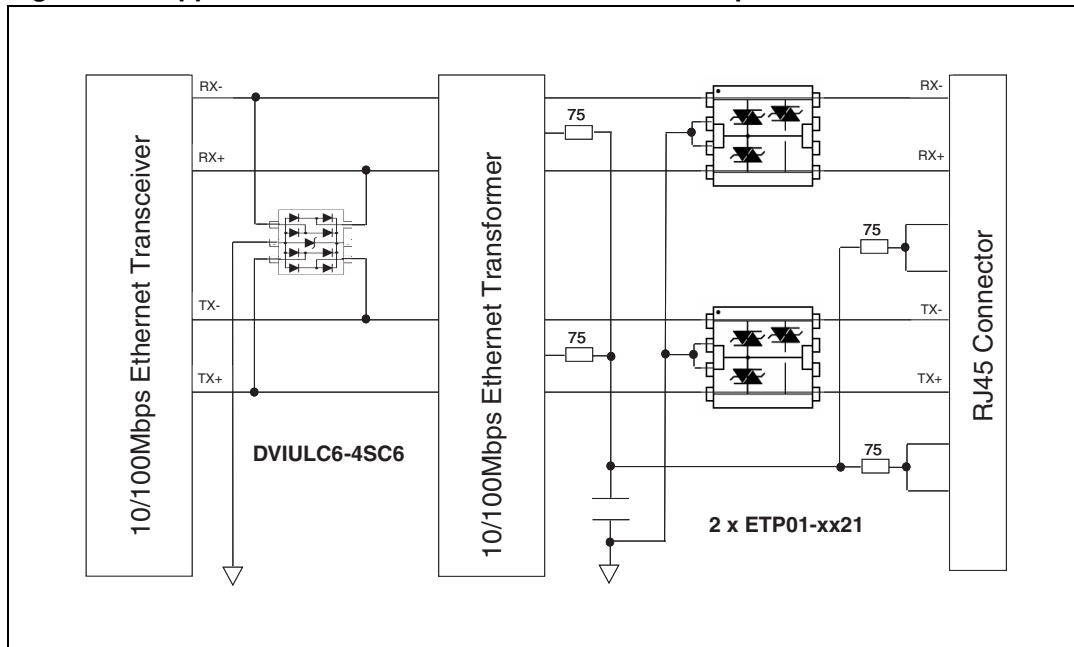 10/100Mbps Ethernet Transceiver
RX-
RX+
TX-
TX+
DVIULC6-4SC6
10/100Mbps Ethernet Transformer
75
75
2 x ETP01-xx21
75
75
RX-
RX+
TX-
TX+
RJ45 Connector